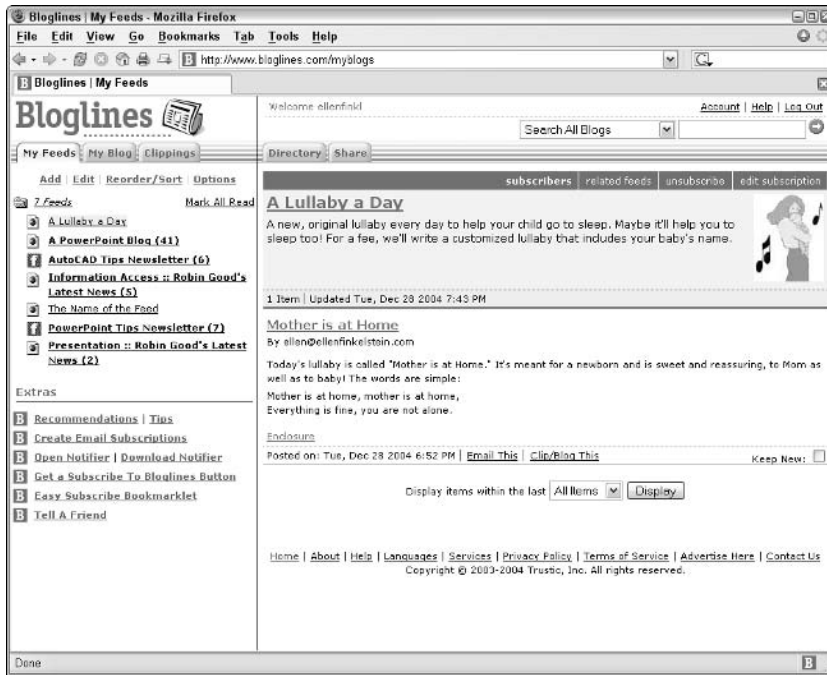 Bloglines | My Feeds - Mozilla Firefox
File Edit View Go Bookmarks Tab Tools Help
http://www.bloglines.com/myblogs
Bloglines | My Feeds
Bloglines
Welcome ellenfinkl
Account | Help | Log Out
Search All Blogs
My Feeds My Blog Clippings
Directory Share
Add | Edit | Reorder/Sort | Options
7 Feeds Mark All Read
A Lullaby a Day
A PowerPoint Blog (41)
AutoCAD Tips Newsletter (6)
Information Access :: Robin Good's
Latest News (5)
The Name of the Feed
PowerPoint Tips Newsletter (7)
Presentation :: Robin Good's Latest
News (2)
Extras
Recommendations | Tips
Create Email Subscriptions
Open Notifier | Download Notifier
Get a Subscribe To Bloglines Button
Easy Subscribe Bookmarklet
Tell A Friend
subscribers | related feeds | unsubscribe | edit subscription
A Lullaby a Day
A new, original lullaby every day to help your child go to sleep. Maybe it'll help you to
sleep too! For a fee, we'll write a customized lullaby that includes your baby's name.
1 Item | Updated Tue, Dec 28 2004 7:43 PM
Mother is at Home
By ellen@ellenfinkelstein.com
Today's lullaby is called "Mother is at Home." It's meant for a newborn and is sweet and reassuring, to Mom as
well as to baby! The words are simple:
Mother is at home, mother is at home,
Everything is fine, you are not alone.
Enclosure
Posted on: Tue, Dec 28 2004 6:52 PM | Email This | Clip/Blog This
Keep New:
Display items within the last All Items Display
Home | About | Help | Languages | Services | Privacy Policy | Terms of Service | Advertise Here | Contact Us
Copyright © 2003-2004 Trustic, Inc. All rights reserved.
Done